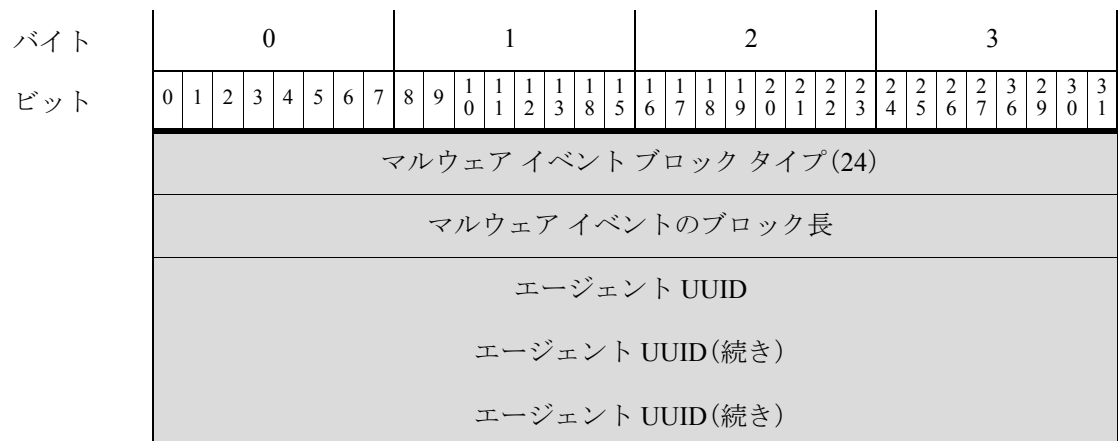 バイト 0 1 2 3
ビット 0 1 2 3 4 5 6 7 8 9 10 11 12 13 18 15 16 17 18 19 20 21 22 23 24 25 26 27 36 29 30 31
マルウェア イベント ブロック タイプ(24)
マルウェア イベントのブロック長
エージェント UUID
エージェント UUID(続き)
エージェント UUID(続き)